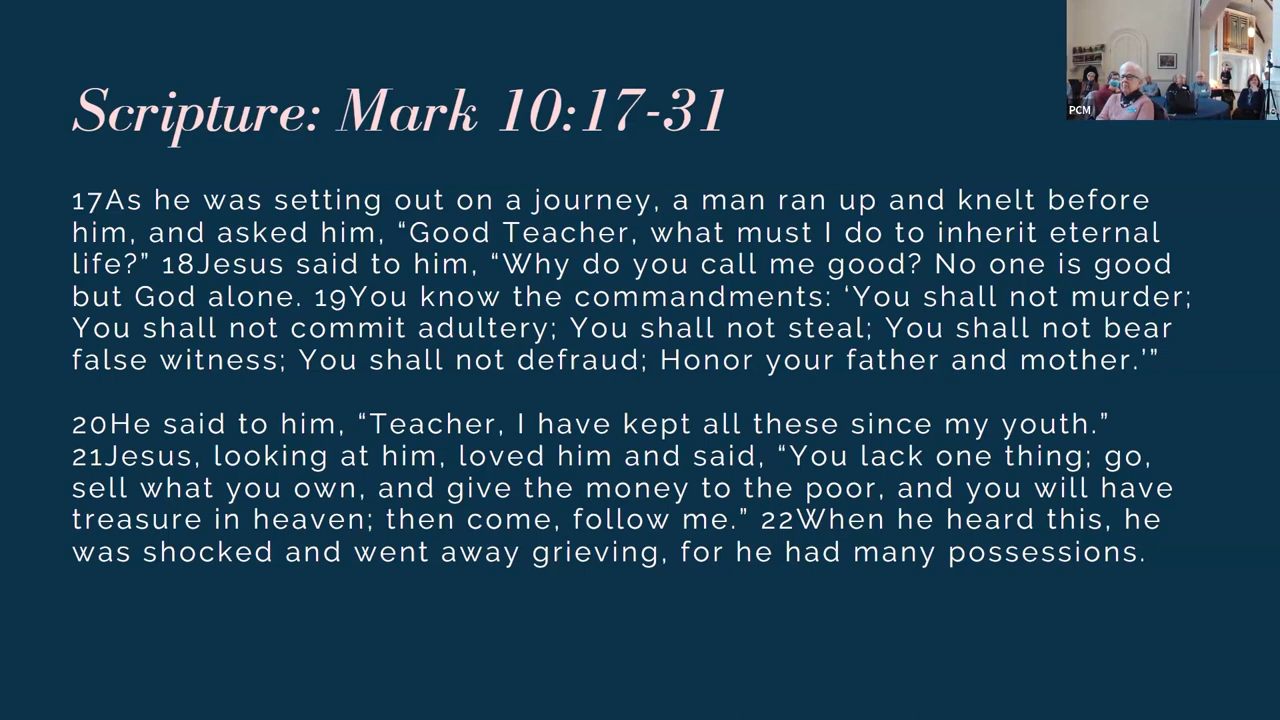 Scripture: Mark 10:17-31
PCM
17As he was setting out on a journey, a man ran up and knelt before
him, and asked him, “Good Teacher, what must I do to inherit eternal
life?” 18Jesus said to him, “Why do you call me good? No one is good
but God alone. 19You know the commandments: ‘You shall not murder;
You shall not commit adultery; You shall not steal; You shall not bear
false witness; You shall not defraud; Honor your father and mother.’”
20He said to him, “Teacher, I have kept all these since my youth.”
21Jesus, looking at him, loved him and said, “You lack one thing; go,
sell what you own, and give the money to the poor, and you will have
treasure in heaven; then come, follow me.” 22When he heard this, he
was shocked and went away grieving, for he had many possessions.